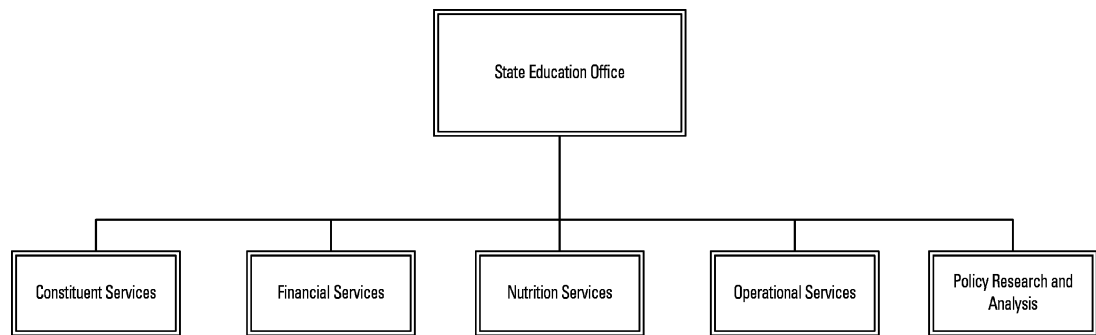 State Education Office
Constituent Services
Financial Services
Nutrition Services
Operational Services
Policy Research and
Analysis